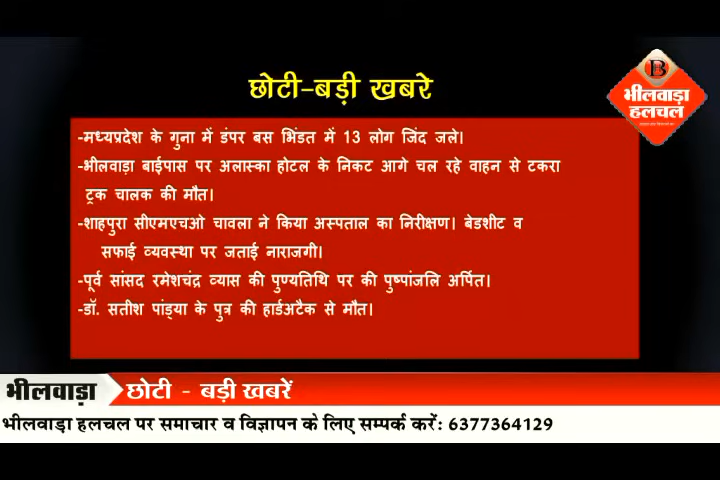 छोटी-बड़ी खबरे
B
भीलवाड़ा
हलचल
-मध्यप्रदेश के गुना में डंपर बस भिंडत में 13 लोग जिंद जले।
-भीलवाड़ा बाईपास पर अलास्का होटल के निकट आगे चल रहे वाहन से टकरा
ट्रक चालक की मौत।
-शाहपुरा सीएमएचओ चावला ने किया अस्पताल का निरीक्षण। बेडशीट व
सफाई व्यवस्था पर जताई नाराजगी।
-पूर्व सांसद रमेशचंद्र व्यास की पुण्यतिथि पर की पुष्पांजलि अर्पित।
-डॉ. सतीश पांड्या के पुत्र की हार्डअटैक से मौत।
भीलवाड़ा छोटी - बड़ी खबरें
भीलवाड़ा हलचल पर समाचार व विज्ञापन के लिए सम्पर्क करें: 6377364129